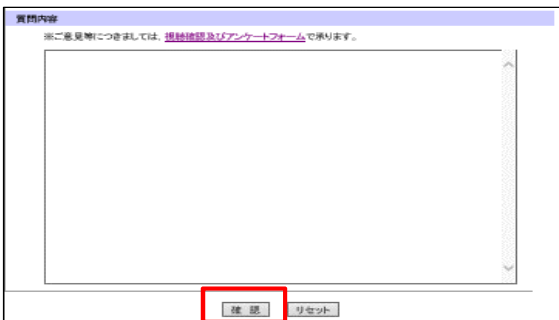 質問内容
※ご意見等につきましては、視聴確認及びアンケートフォームで承ります。
確 認 リセット